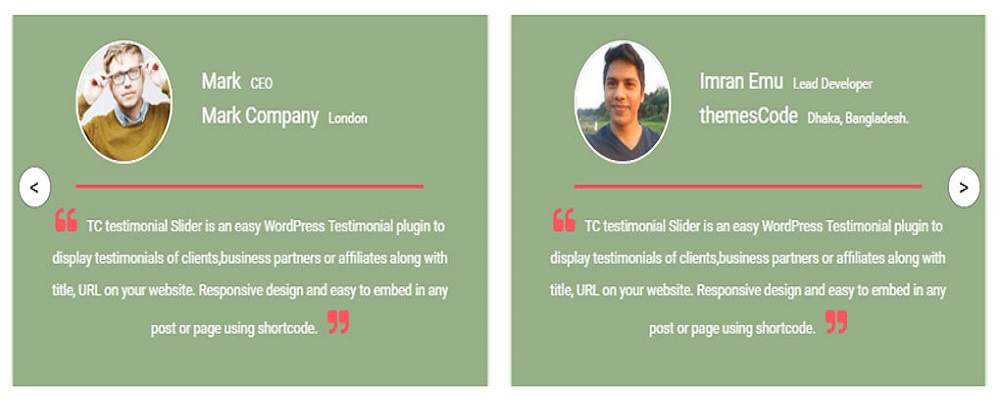 Mark CEO
Mark Company London
<
“ TC testimonial Slider is an easy WordPress Testimonial plugin to
display testimonials of clients,business partners or affiliates along with
title, URL on your website. Responsive design and easy to embed in any
post or page using shortcode. ”
Imran Emu Lead Developer
themesCode Dhaka, Bangladesh.
>
“ TC testimonial Slider is an easy WordPress Testimonial plugin to
display testimonials of clients,business partners or affiliates along with
title, URL on your website. Responsive design and easy to embed in any
post or page using shortcode. ”